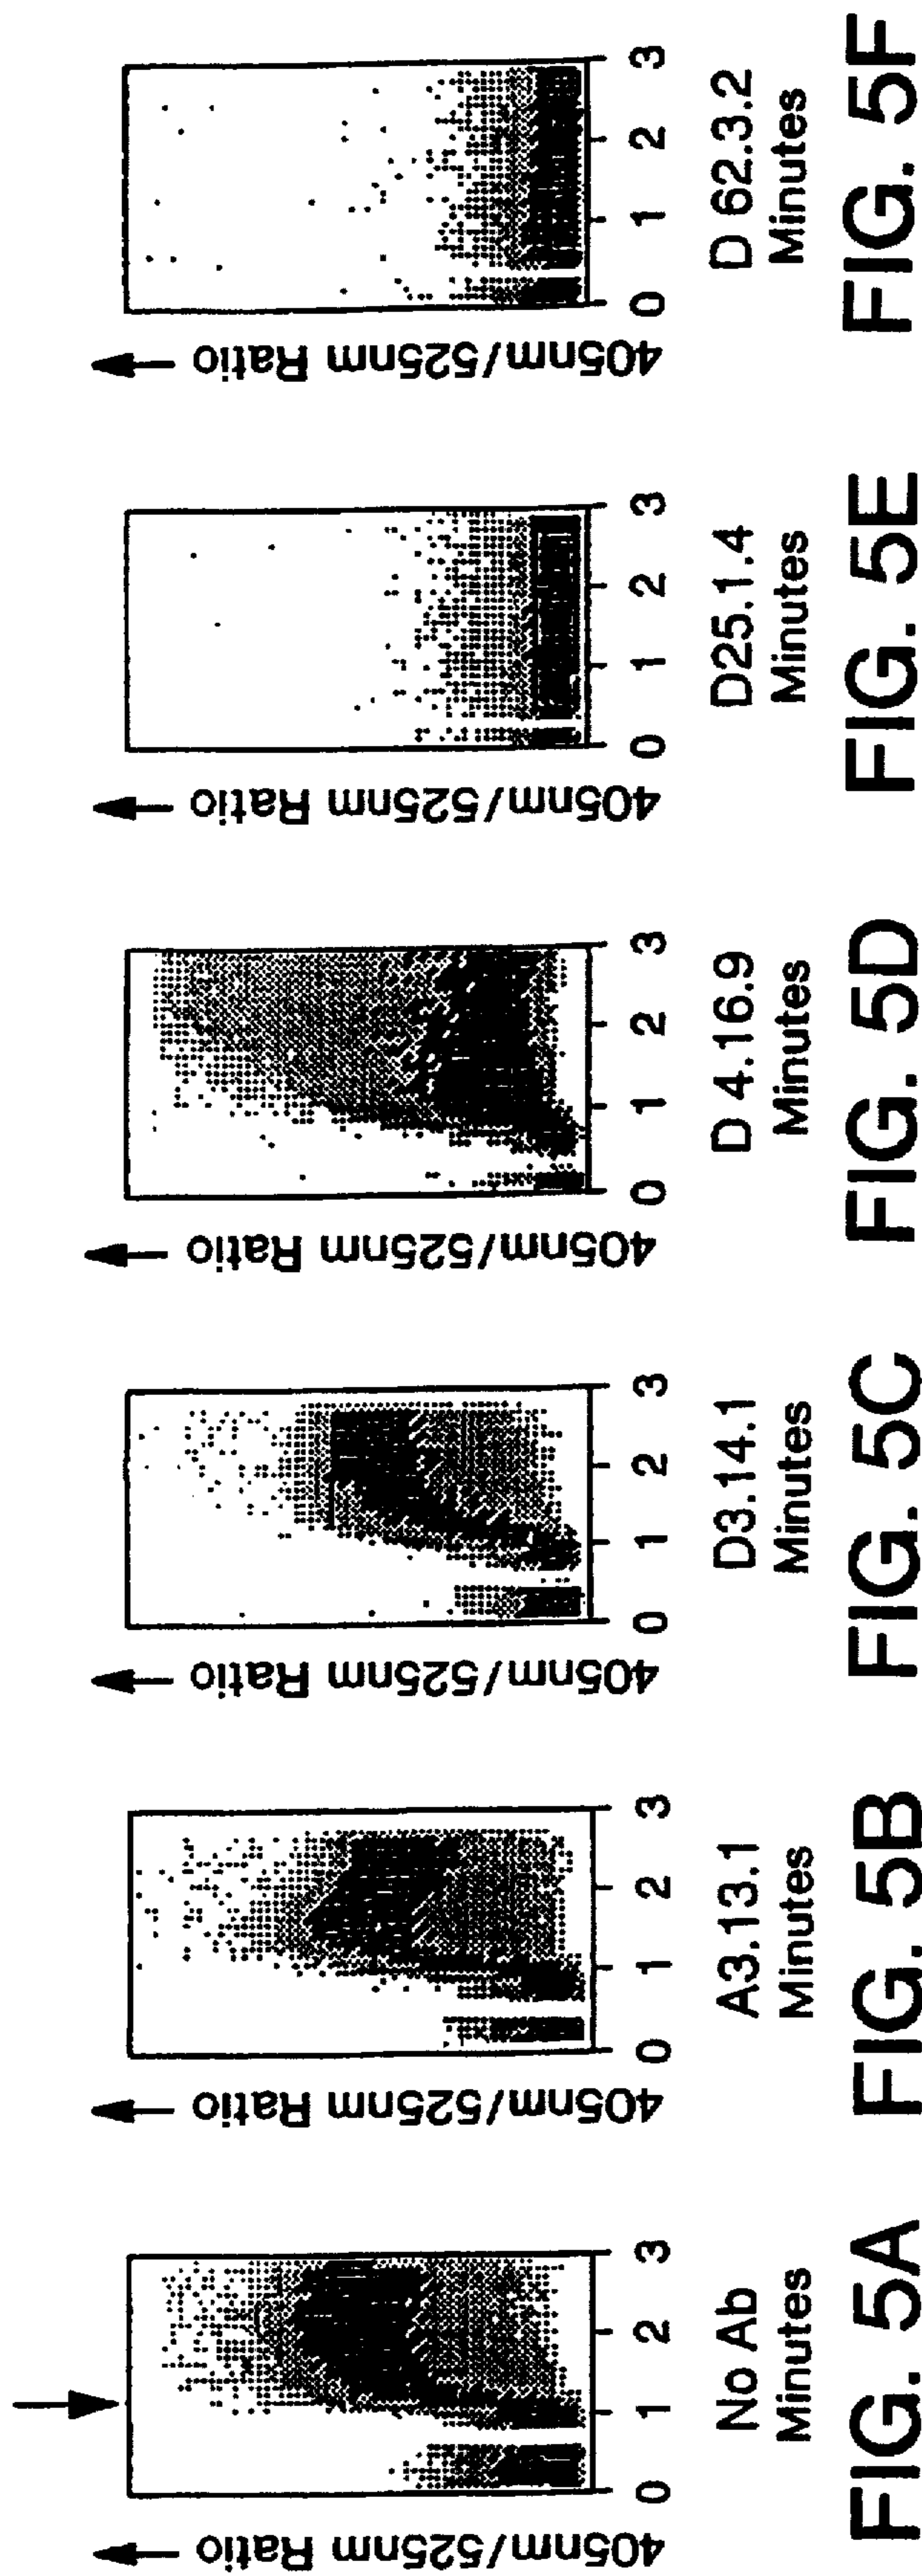 405nm/525nm Ratio
0 1 2 3
No Ab
Minutes
FIG. 5A
405nm/525nm Ratio
0 1 2 3
A3.13.1
Minutes
FIG. 5B
405nm/525nm Ratio
0 1 2 3
D3.14.1
Minutes
FIG. 5C
405nm/525nm Ratio
0 1 2 3
D 4.16.9
Minutes
FIG. 5D
405nm/525nm Ratio
0 1 2 3
D25.1.4
Minutes
FIG. 5E
405nm/525nm Ratio
0 1 2 3
D 62.3.2
Minutes
FIG. 5F